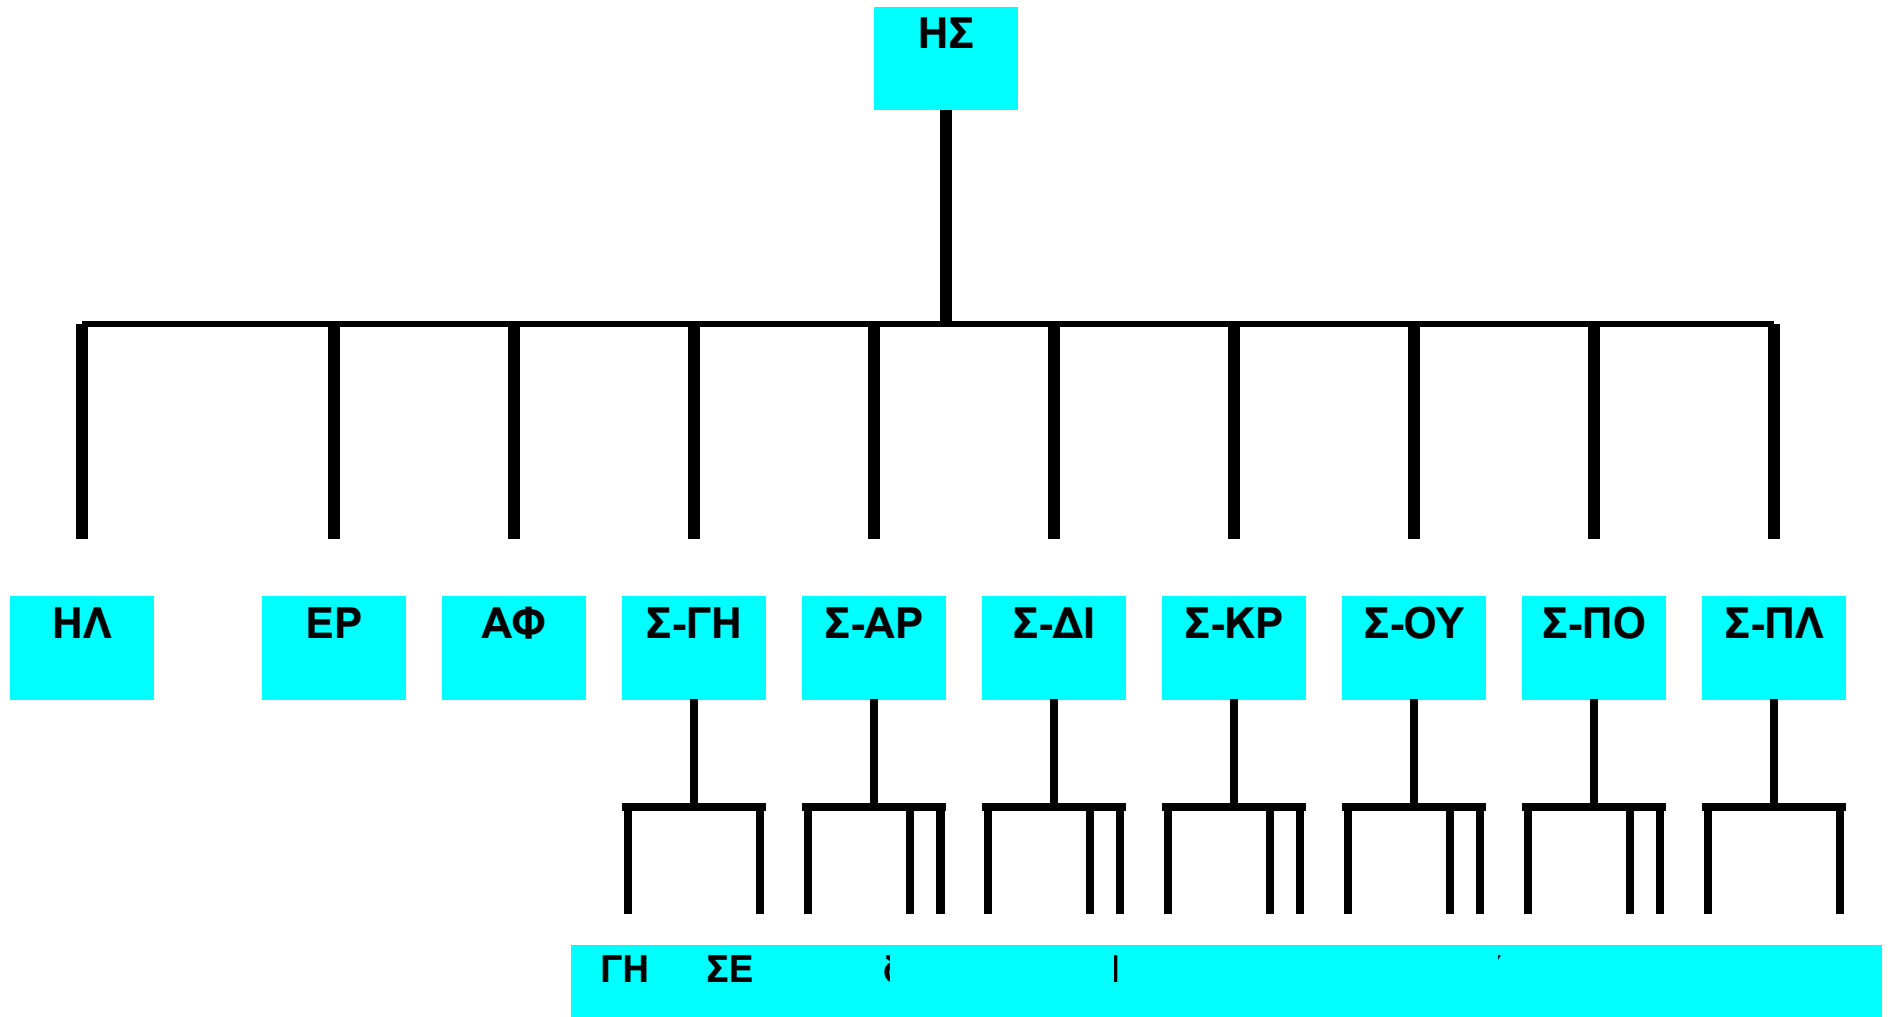 ΗΣ
ΗΛ ΕΡ ΑΦ Σ-ΓΗ Σ-ΑΡ Σ-ΔΙ Σ-ΚΡ Σ-ΟΥ Σ-ΠΟ Σ-ΠΛ
ΓΗ ΣΕ